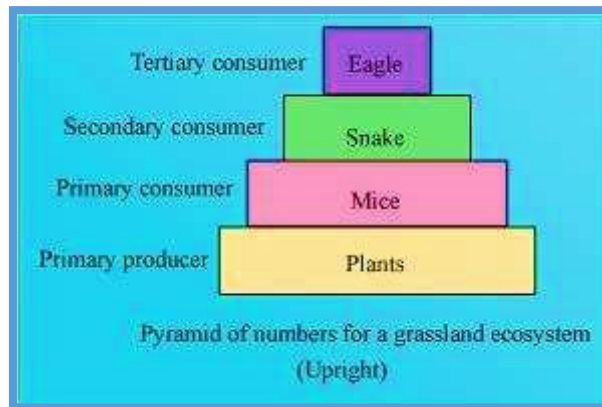 Tertiary consumer Eagle
Secondary consumer Snake
Primary consumer Mice
Primary producer Plants
Pyramid of numbers for a grassland ecosystem
(Upright)